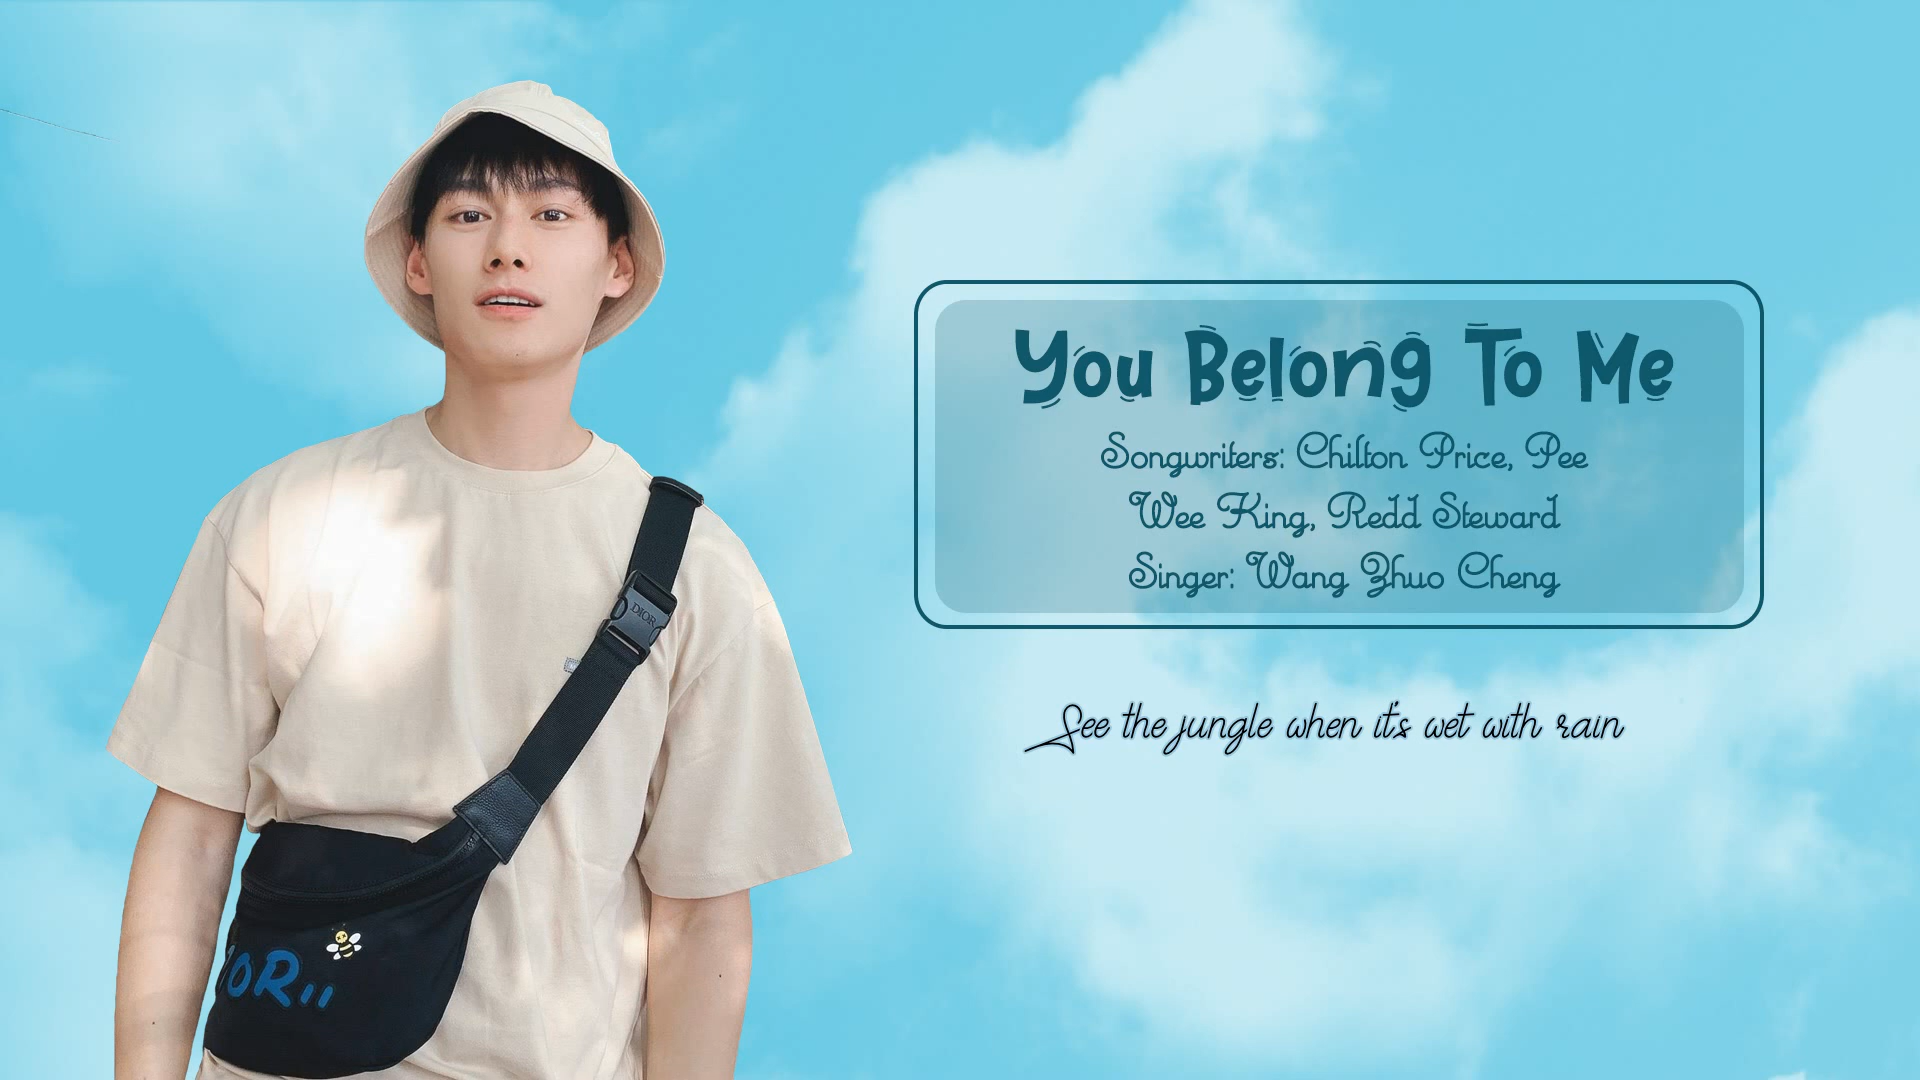 You Belong To Me
Songwriters: Chilton Price, Pee
Wee King, Redd Steward
Singer: Wang Zhuo Cheng
See the jungle when it's wet with rain
DIOR
IOR